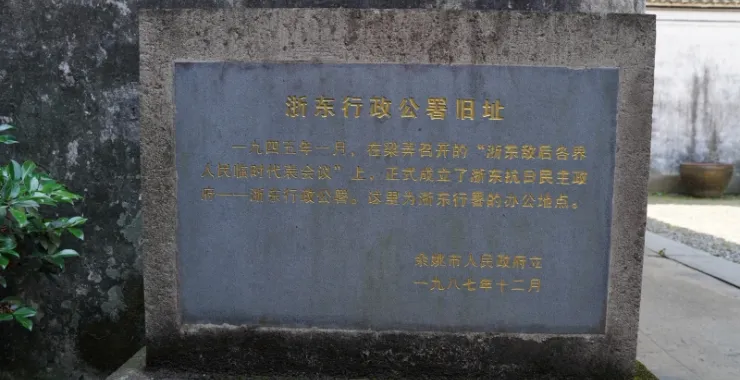 浙东行政公署旧址
一九四五年一月，在梁弄召开的“浙东敌后各界
人民临时代表会议”上，正式成立了浙东抗日民主政
府——浙东行政公署。这里为浙东行署的办公地点。
余姚市人民政府立
一九八七年十二月